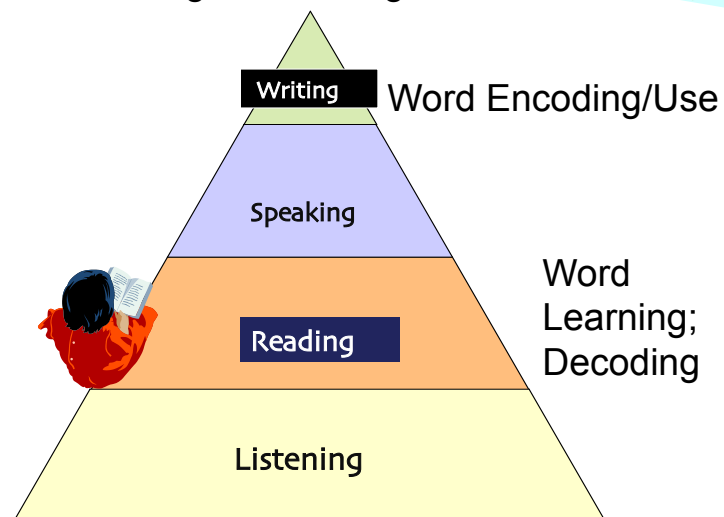 Writing
Word Encoding/Use
Speaking
Word
Learning;
Decoding
Reading
Listening